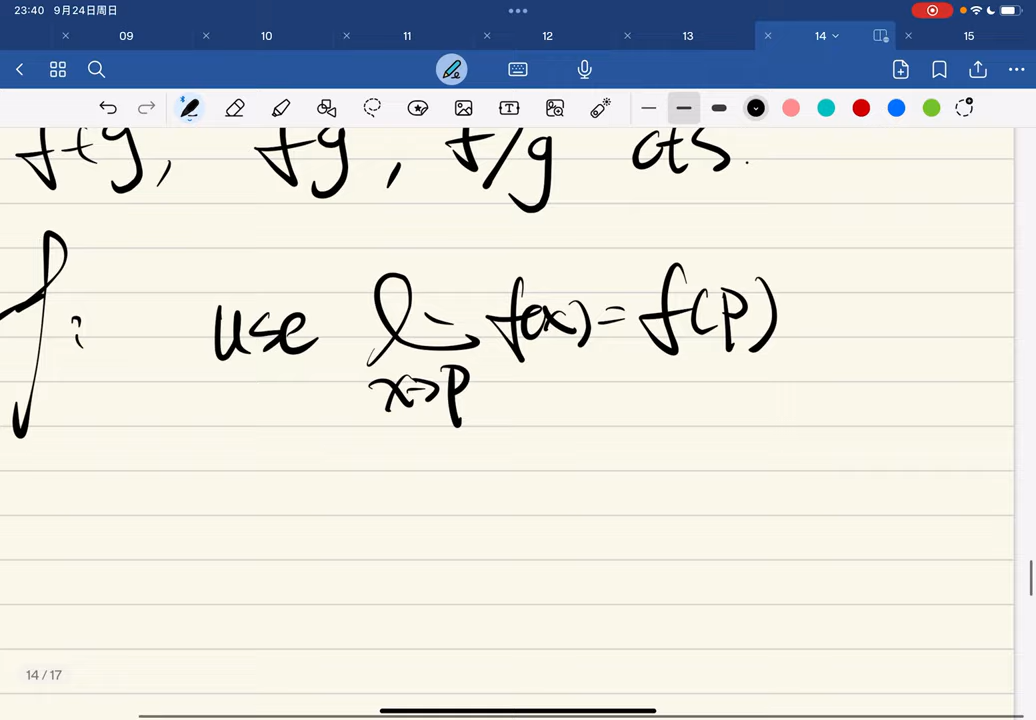 23:40 9月24日周日
09 10 11 12 13 14 15
f+g, fg, f/g cts.
pf: use lim f(x) = f(p)
x→p
14 / 17